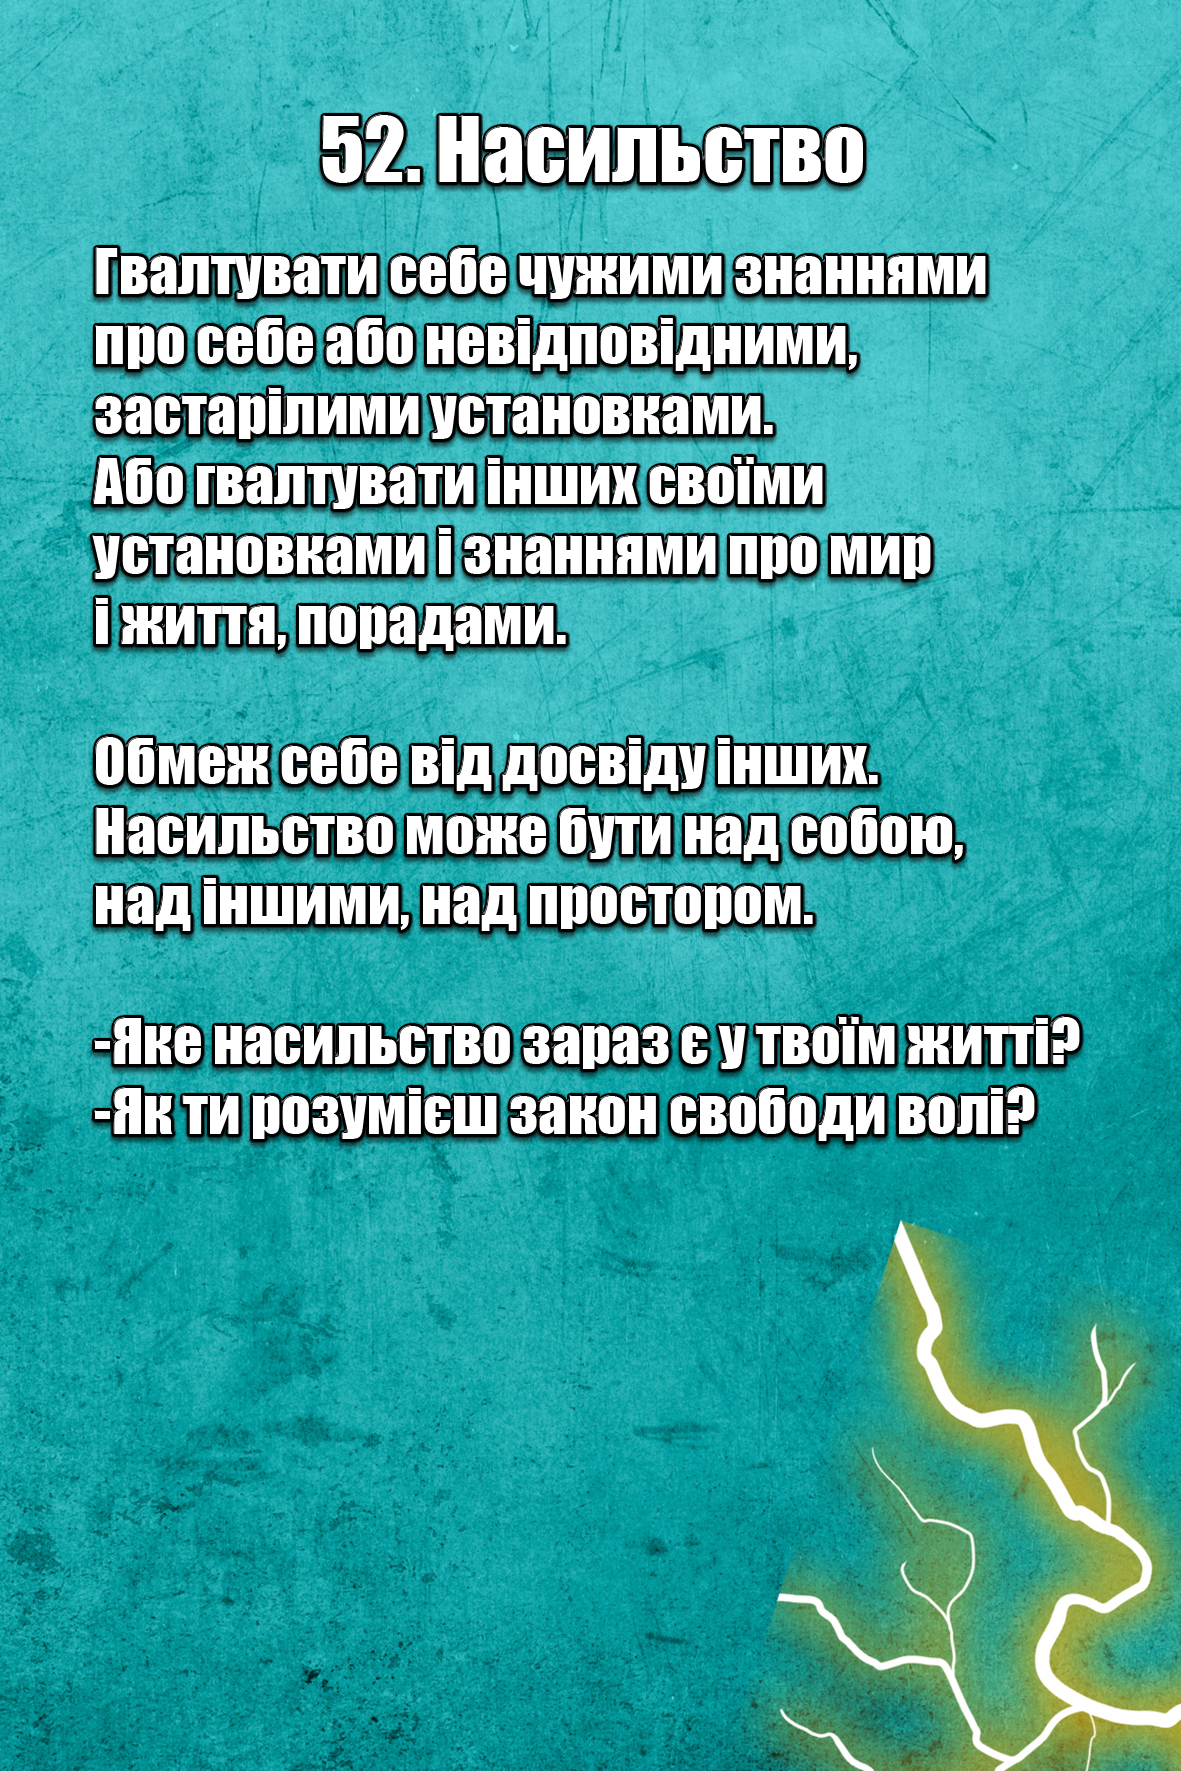 52. Насильство
Гвалтувати себе чужими знаннями
про себе або невідповідними,
застарілими установками.
Або гвалтувати інших своїми
установками і знаннями про мир
і життя, порадами.
Обмеж себе від досвіду інших.
Насильство може бути над собою,
над іншими, над простором.
-Яке насильство зараз є у твоїм житті?
-Як ти розумієш закон свободи волі?